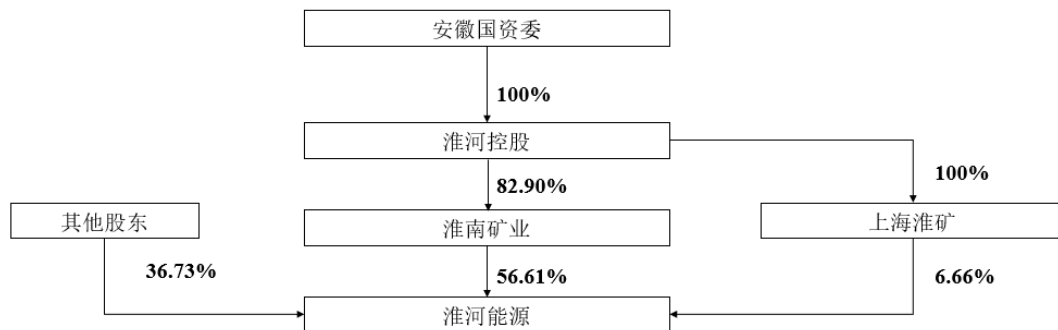 安徽国资委
100%
淮河控股
82.90%
100%
其他股东
淮南矿业
上海淮矿
36.73%
56.61%
6.66%
淮河能源